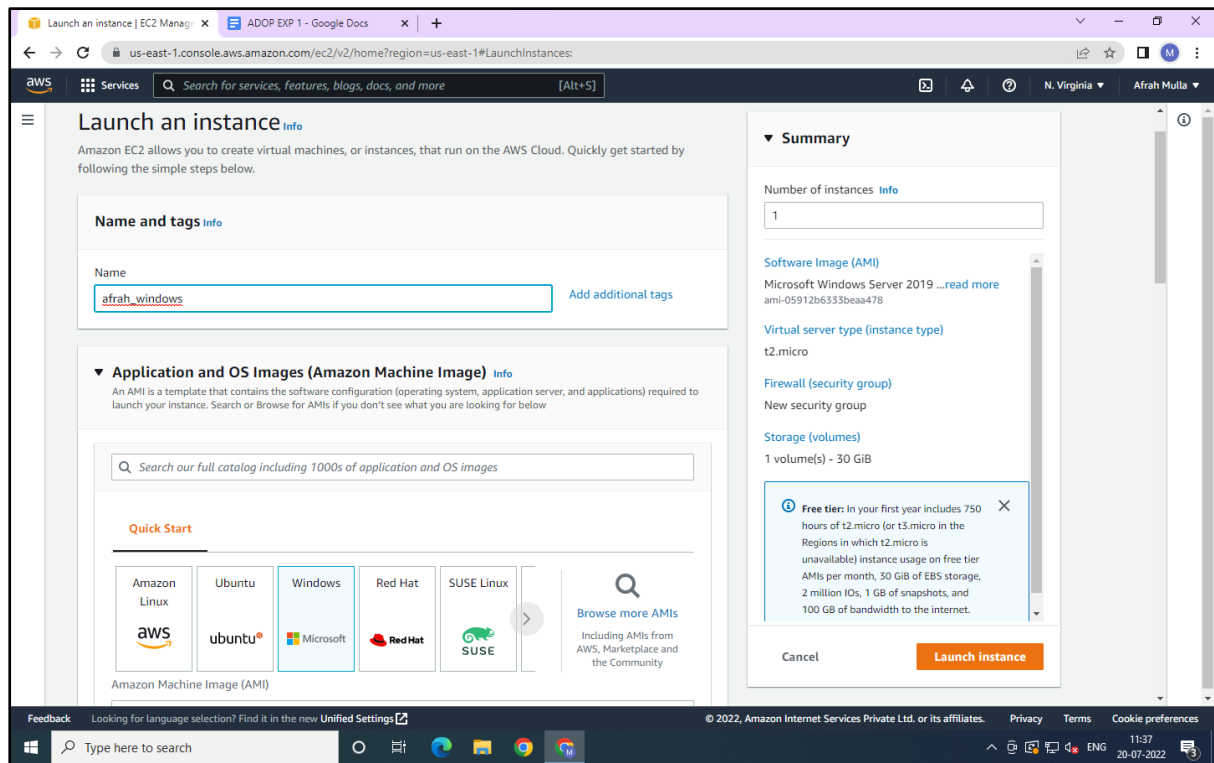 Launch an instance | EC2 Manage
ADOP EXP 1 - Google Docs
us-east-1.console.aws.amazon.com/ec2/v2/home?region=us-east-1#LaunchInstances:
M
aws
Services
Search for services, features, blogs, docs, and more
[Alt+S]
N. Virginia
Afrah Mulla
Launch an instance Info
Amazon EC2 allows you to create virtual machines, or instances, that run on the AWS Cloud. Quickly get started by
following the simple steps below.
Name and tags Info
Name
afrah_windows
Add additional tags
Application and OS Images (Amazon Machine Image) Info
An AMI is a template that contains the software configuration (operating system, application server, and applications) required to
launch your instance. Search or Browse for AMIs if you don't see what you are looking for below
Search our full catalog including 1000s of application and OS images
Quick Start
Amazon
Linux
aws
Ubuntu
ubuntu
Windows
Microsoft
Red Hat
Red Hat
SUSE Linux
SUSE
Browse more AMIs
Including AMIs from
AWS, Marketplace and
the Community
Amazon Machine Image (AMI)
Summary
Number of instances Info
1
Software Image (AMI)
Microsoft Windows Server 2019 ...read more
ami-05912b6333beaa478
Virtual server type (instance type)
t2.micro
Firewall (security group)
New security group
Storage (volumes)
1 volume(s) - 30 GiB
Free tier: In your first year includes 750
hours of t2.micro (or t3.micro in the
Regions in which t2.micro is
unavailable) instance usage on free tier
AMIs per month, 30 GiB of EBS storage,
2 million IOs, 1 GB of snapshots, and
100 GB of bandwidth to the internet.
Cancel
Launch instance
Feedback
Looking for language selection? Find it in the new Unified Settings
© 2022, Amazon Internet Services Private Ltd. or its affiliates.
Privacy
Terms
Cookie preferences
Type here to search
M
ENG
11:37
20-07-2022
3